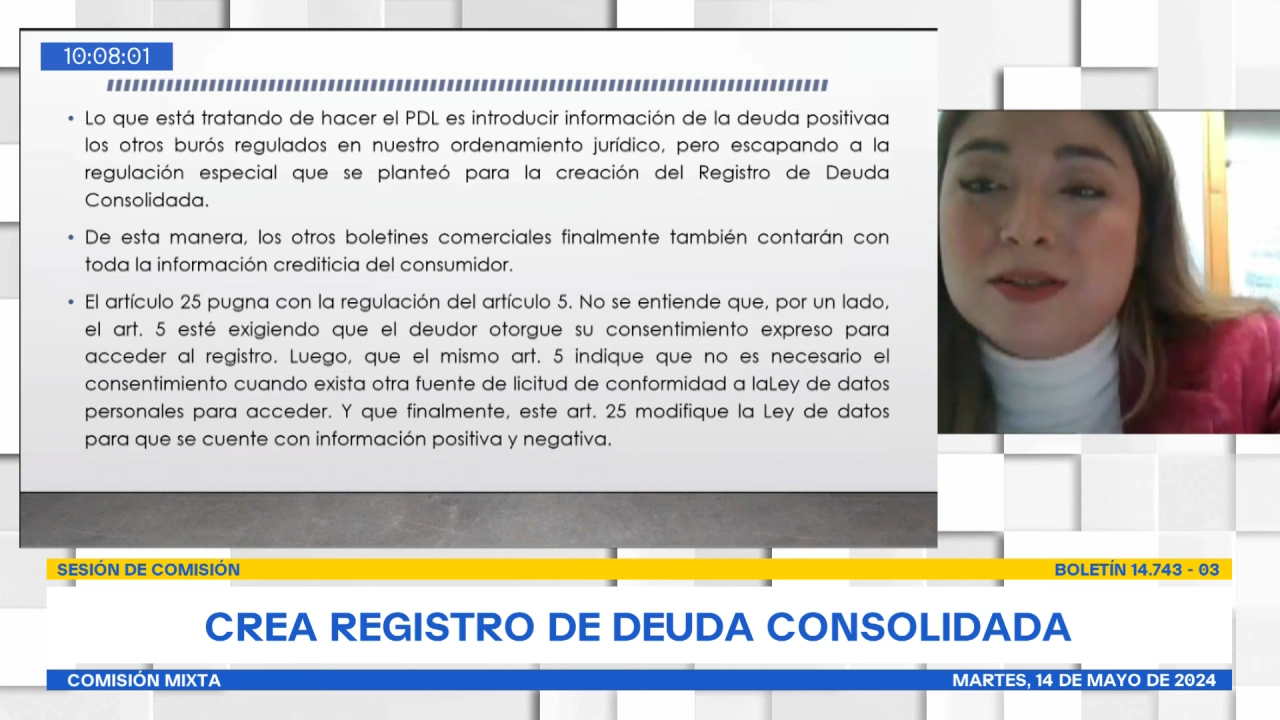 10:08:01
• Lo que está tratando de hacer el PDL es introducir información de la deuda positivaa
los otros burós regulados en nuestro ordenamiento jurídico, pero escapando a la
regulación especial que se planteó para la creación del Registro de Deuda
Consolidada.
• De esta manera, los otros boletines comerciales finalmente también contarán con
toda la información crediticia del consumidor.
• El artículo 25 pugna con la regulación del artículo 5. No se entiende que, por un lado,
el art. 5 esté exigiendo que el deudor otorgue su consentimiento expreso para
acceder al registro. Luego, que el mismo art. 5 indique que no es necesario el
consentimiento cuando exista otra fuente de licitud de conformidad a laLey de datos
personales para acceder. Y que finalmente, este art. 25 modifique la Ley de datos
para que se cuente con información positiva y negativa.
SESIÓN DE COMISIÓN
BOLETÍN 14.743 - 03
CREA REGISTRO DE DEUDA CONSOLIDADA
COMISIÓN MIXTA
MARTES, 14 DE MAYO DE 2024